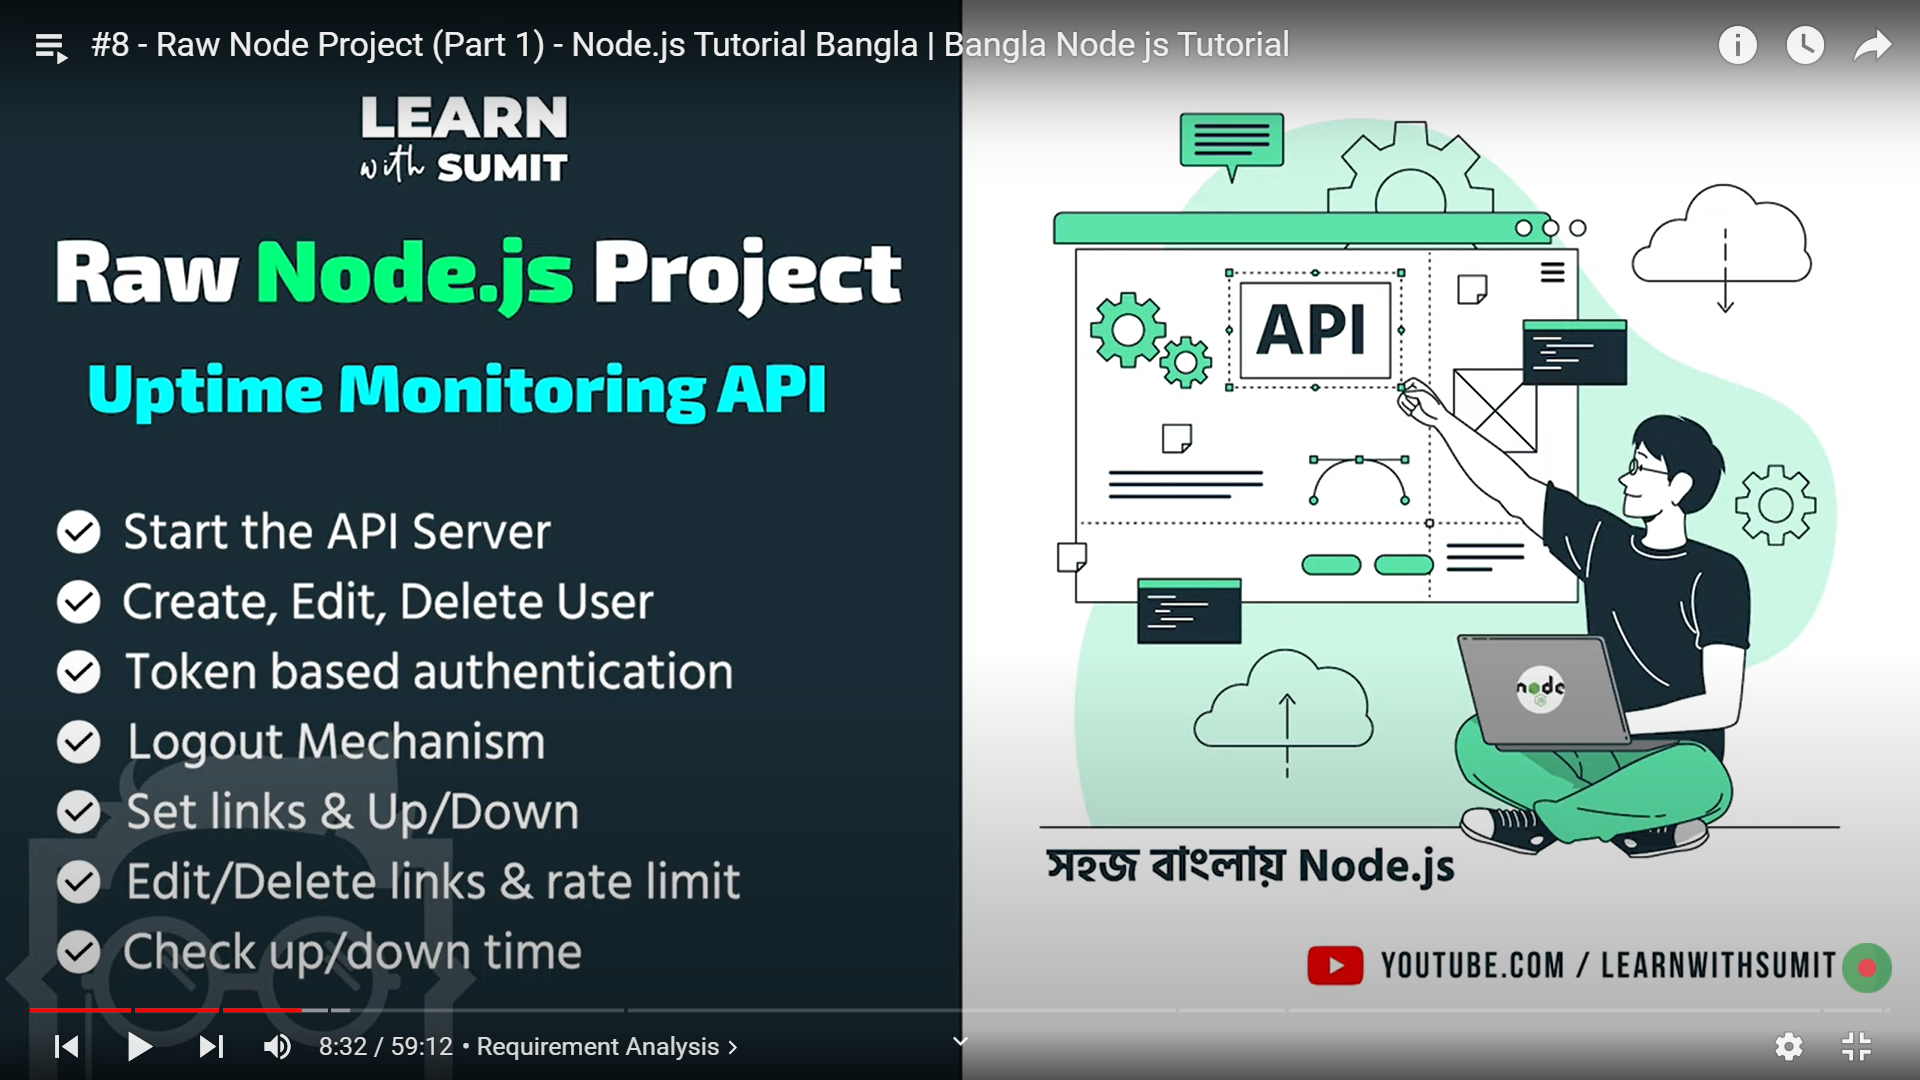 #8 - Raw Node Project (Part 1) - Node.js Tutorial Bangla | Bangla Node js Tutorial
LEARN
with SUMIT
Raw Node.js Project
Uptime Monitoring API
Start the API Server
Create, Edit, Delete User
Token based authentication
Logout Mechanism
Set links & Up/Down
Edit/Delete links & rate limit
Check up/down time
API
node
JS
সহজ বাংলায় Node.js
YOUTUBE.COM / LEARNWITHSUMIT
8:32 / 59:12 • Requirement Analysis